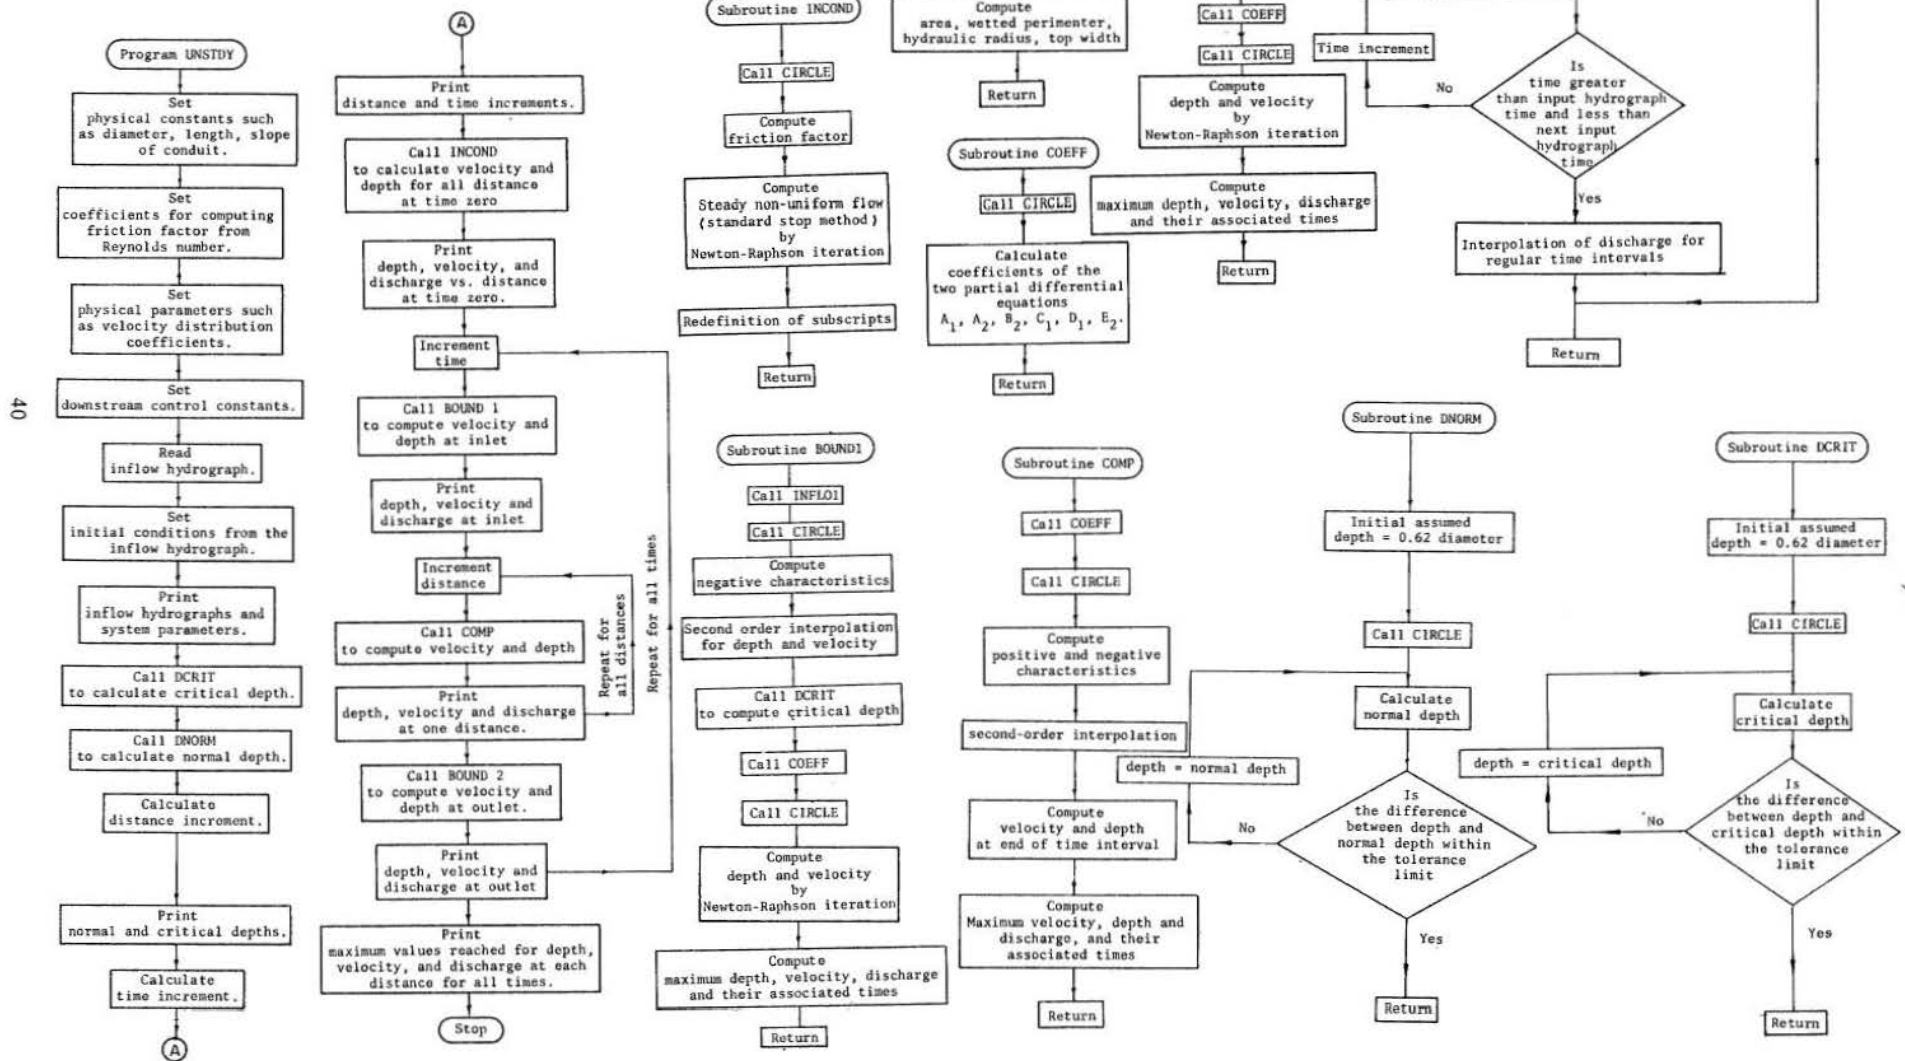 40
Program UNSTDY
Set
physical constants such
as diameter, length, slope
of conduit.
Set
coefficients for computing
friction factor from
Reynolds number.
Set
physical parameters such
as velocity distribution
coefficients.
Set
downstream control constants.
Read
inflow hydrograph.
Set
initial conditions from the
inflow hydrograph.
Print
inflow hydrographs and
system parameters.
Call DCRIT
to calculate critical depth.
Call DNORM
to calculate normal depth.
Calculate
distance increment.
Print
normal and critical depths.
Calculate
time increment.
A
A
Print
distance and time increments.
Call INCOND
to calculate velocity and
depth for all distance
at time zero
Print
depth, velocity, and
discharge vs. distance
at time zero.
Increment
time
Call BOUND 1
to compute velocity and
depth at inlet
Print
depth, velocity and
discharge at inlet
Increment
distance
Call COMP
to compute velocity and depth
Print
depth, velocity and discharge
at one distance.
Repeat for
all distances
Repeat for all times
Call BOUND 2
to compute velocity and
depth at outlet.
Print
depth, velocity and
discharge at outlet
Print
maximum values reached for depth,
velocity, and discharge at each
distance for all times.
Stop
Subroutine INCOND
Call CIRCLE
Compute
friction factor
Compute
Steady non-uniform flow
(standard stop method)
by
Newton-Raphson iteration
Redefinition of subscripts
Return
Subroutine BOUND1
Call INFLO1
Call CIRCLE
Compute
negative characteristics
Second order interpolation
for depth and velocity
Call DCRIT
to compute critical depth
Call COEFF
Call CIRCLE
Compute
depth and velocity
by
Newton-Raphson iteration
Compute
maximum depth, velocity, discharge
and their associated times
Return
Compute
area, wetted perimenter,
hydraulic radius, top width
Return
Subroutine COEFF
Call CIRCLE
Calculate
coefficients of the
two partial differential
equations
A₁, A₂, B₂, C₁, D₁, E₂.
Return
Subroutine COMP
Call COEFF
Call CIRCLE
Compute
positive and negative
characteristics
second-order interpolation
Compute
velocity and depth
at end of time interval
Compute
Maximum velocity, depth and
discharge, and their
associated times
Return
Call COEFF
Call CIRCLE
Compute
depth and velocity
by
Newton-Raphson iteration
Compute
maximum depth, velocity, discharge
and their associated times
Return
Time increment
No
Is
time greater
than input hydrograph
time and less than
next input
hydrograph
time
Yes
Interpolation of discharge for
regular time intervals
Return
Subroutine DNORM
Initial assumed
depth = 0.62 diameter
Call CIRCLE
Calculate
normal depth
depth = normal depth
No
Is
the difference
between depth and
normal depth within
the tolerance
limit
Yes
Return
Subroutine DCRIT
Initial assumed
depth = 0.62 diameter
Call CIRCLE
Calculate
critical depth
depth = critical depth
No
Is
the difference
between depth and
critical depth within
the tolerance
limit
Yes
Return